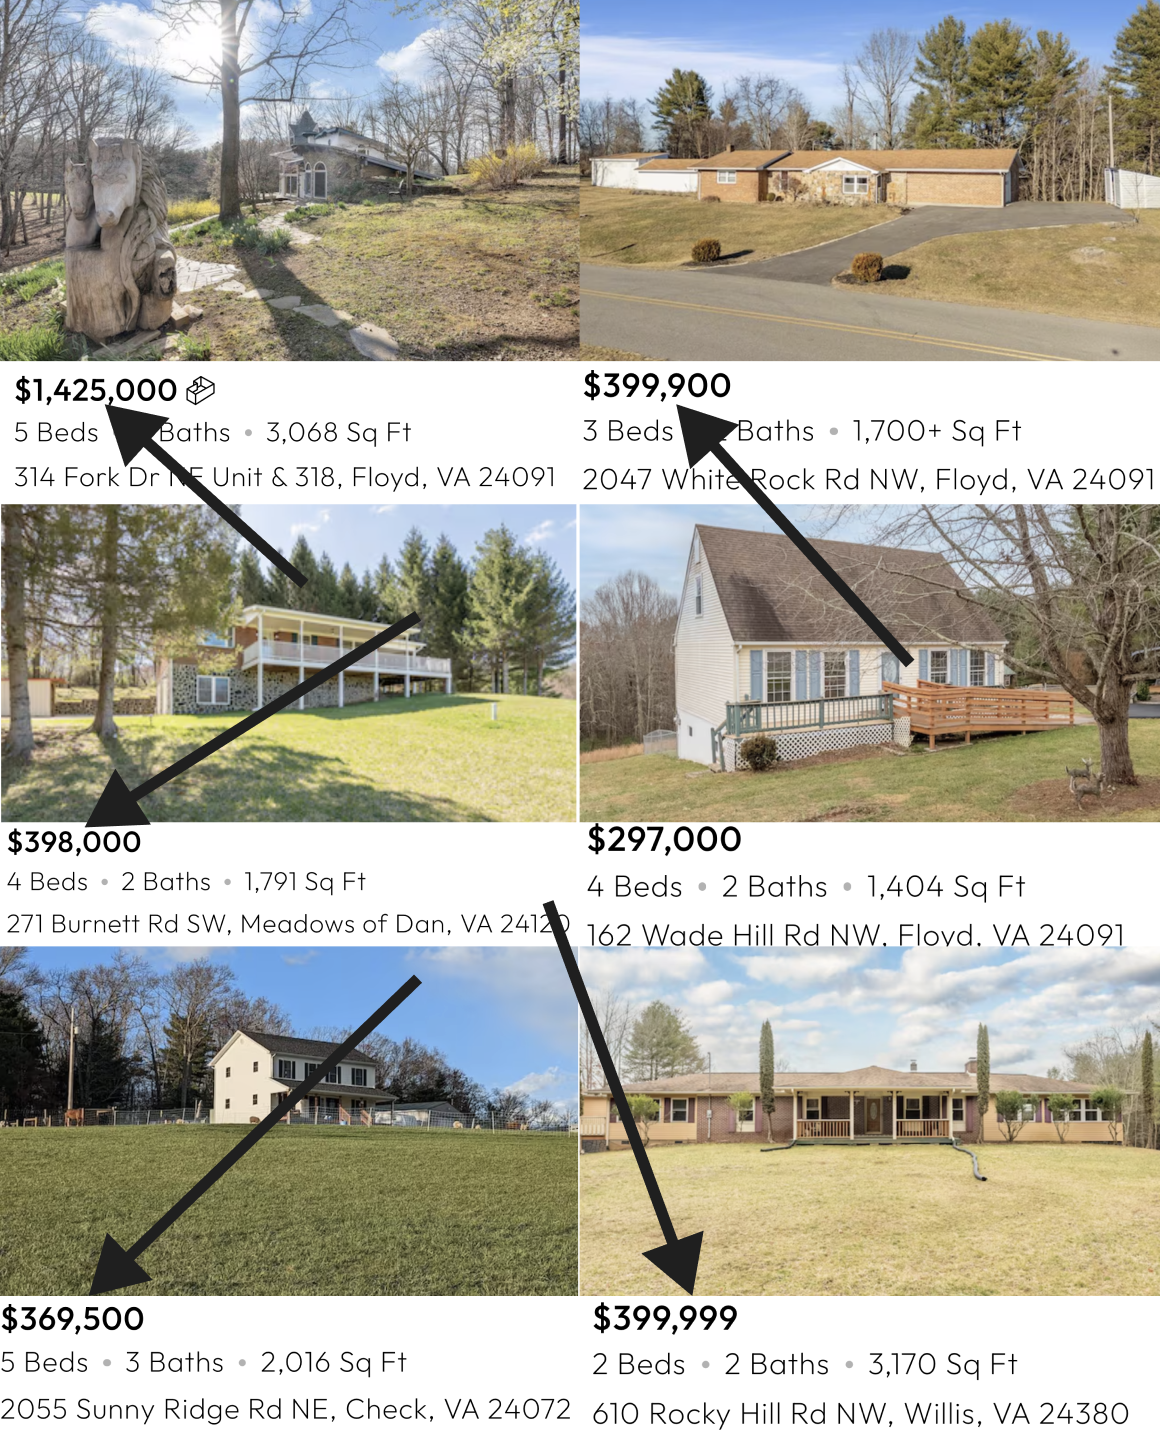 $1,425,000
5 Beds Baths • 3,068 Sq Ft
314 Fork Dr NE Unit & 318, Floyd, VA 24091
$399,900
3 Beds Baths • 1,700+ Sq Ft
2047 White Rock Rd NW, Floyd, VA 24091
$398,000
4 Beds • 2 Baths • 1,791 Sq Ft
271 Burnett Rd SW, Meadows of Dan, VA 24120
$297,000
4 Beds • 2 Baths • 1,404 Sq Ft
162 Wade Hill Rd NW, Floyd, VA 24091
$369,500
5 Beds • 3 Baths • 2,016 Sq Ft
2055 Sunny Ridge Rd NE, Check, VA 24072
$399,999
2 Beds • 2 Baths • 3,170 Sq Ft
610 Rocky Hill Rd NW, Willis, VA 24380